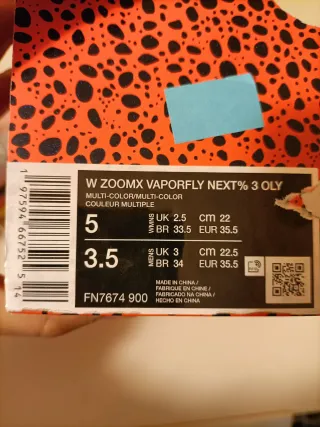 W ZOOMX VAPORFLY NEXT% 3 OLY
MULTI-COLOR/MULTI-COLOR
COULEUR MULTIPLE
5 WMNS UK 2.5 cm 22
BR 33.5 EUR 35.5
3.5 MENS UK 3 cm 22.5
BR 34 EUR 35.5
FN7674 900
MADE IN CHINA /
FABRIQUÉ EN CHINE /
FABRICADO NA CHINA /
HECHO EN CHINA
1 97594 66752 5 14